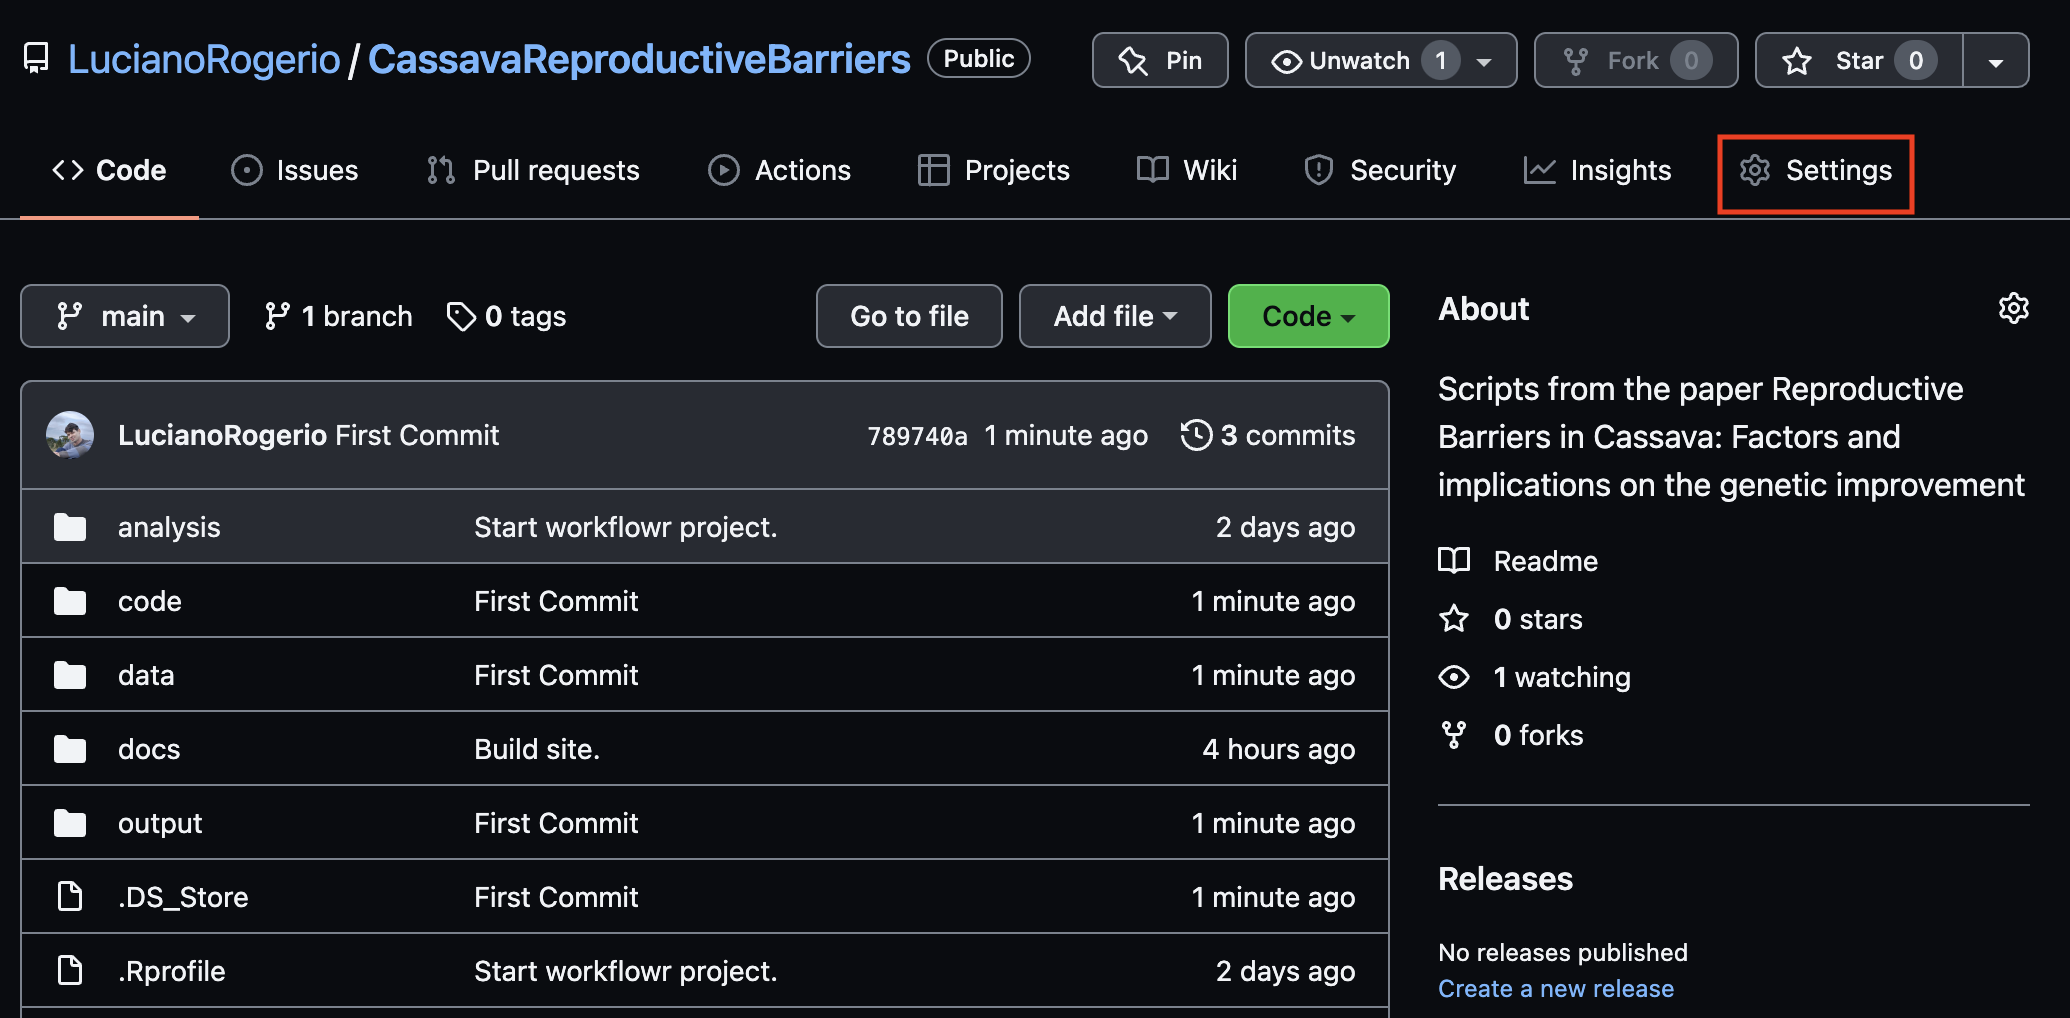 LucianoRogerio / CassavaReproductiveBarriers Public Pin Unwatch 1 Fork 0 Star 0
Code Issues Pull requests Actions Projects Wiki Security Insights Settings
main 1 branch 0 tags Go to file Add file Code
LucianoRogerio First Commit 789740a 1 minute ago 3 commits
analysis Start workflowr project. 2 days ago
code First Commit 1 minute ago
data First Commit 1 minute ago
docs Build site. 4 hours ago
output First Commit 1 minute ago
.DS_Store First Commit 1 minute ago
.Rprofile Start workflowr project. 2 days ago
About
Scripts from the paper Reproductive
Barriers in Cassava: Factors and
implications on the genetic improvement
Readme
0 stars
1 watching
0 forks
Releases
No releases published
Create a new release